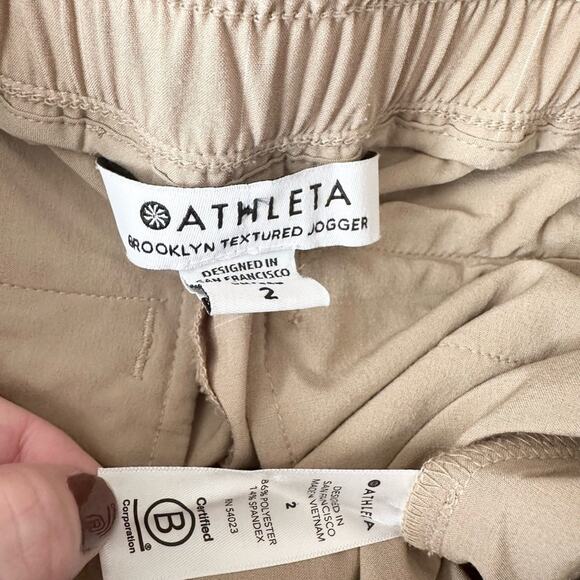 ATHLETA
BROOKLYN TEXTURED JOGGER
DESIGNED IN
SAN FRANCISCO
2
ATHLETA
DESIGNED IN
SAN FRANCISCO
MADE IN VIETNAM
2
86% POLYESTER
14% SPANDEX
RN 54023
Certified
B
Corporation